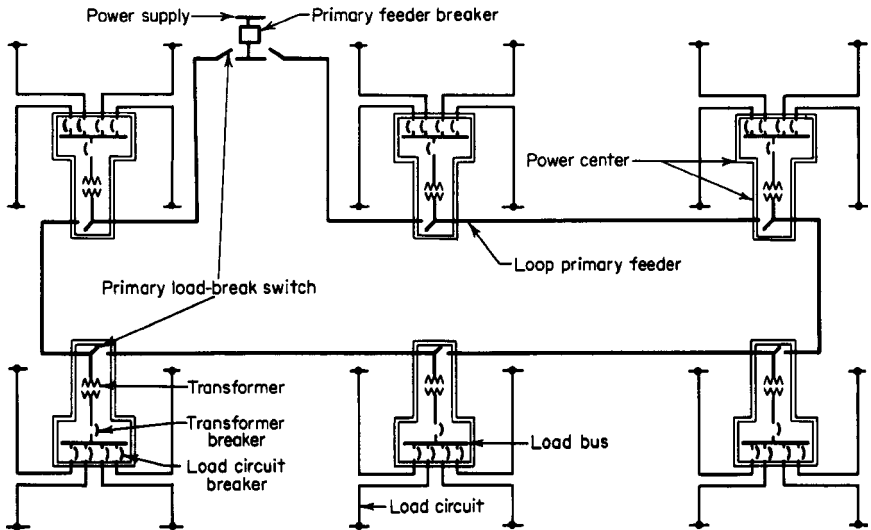 Power supply
Primary feeder breaker
Power center
Loop primary feeder
Primary load-break switch
Transformer
Transformer
breaker
Load bus
Load circuit
breaker
Load circuit